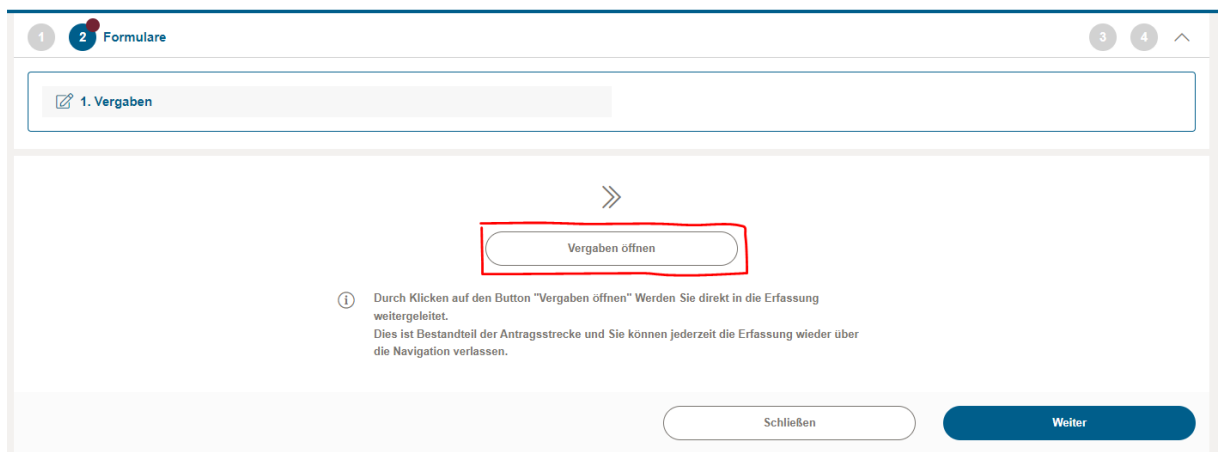 1 2 Formulare 3 4
1. Vergaben
Vergaben öffnen
i Durch Klicken auf den Button "Vergaben öffnen" Werden Sie direkt in die Erfassung
weitergeleitet.
Dies ist Bestandteil der Antragsstrecke und Sie können jederzeit die Erfassung wieder über
die Navigation verlassen.
Schließen Weiter